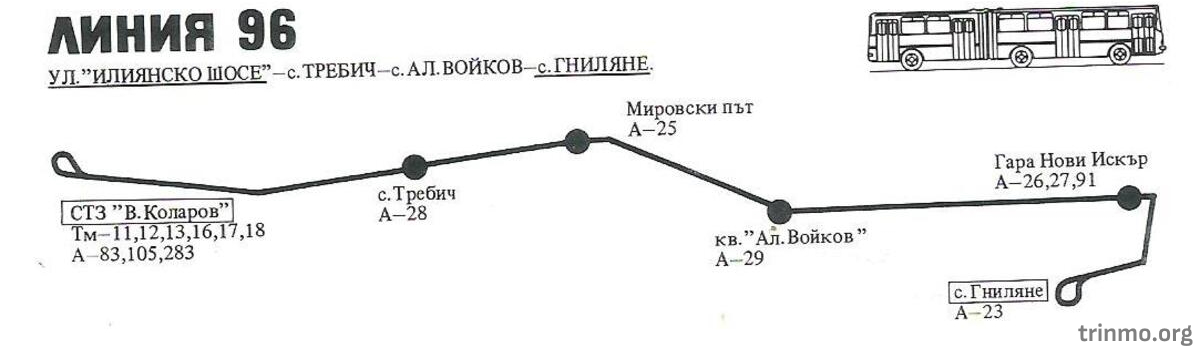 ЛИНИЯ 96
УЛ."ИЛИЯНСКО ШОСЕ"–с.ТРЕБИЧ–с.АЛ.ВОЙКОВ–с.ГНИЛЯНЕ.
Мировски път
А–25
Гара Нови Искър
А–26,27,91
с.Требич
А–28
СТЗ "В.Коларов"
Тм–11,12,13,16,17,18
А–83,105,283
кв."Ал.Войков"
А–29
с.Гниляне
А–23
trinmo.org